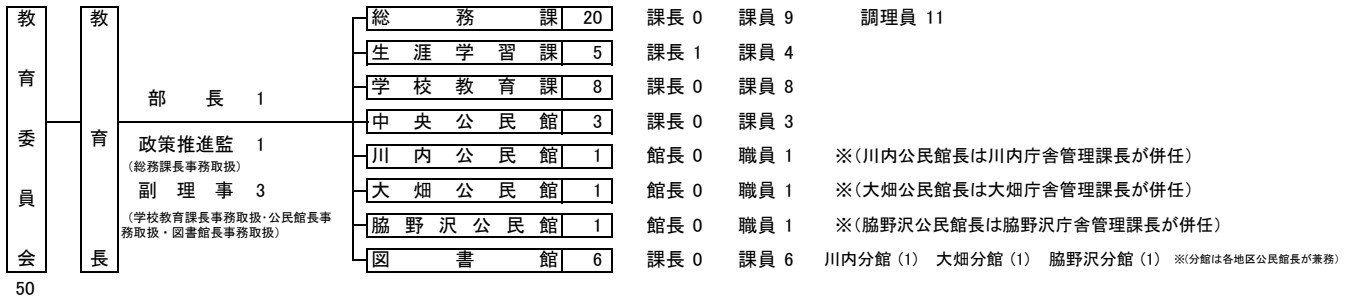 教育委員会
50
教育長
部長 1
政策推進監 1
(総務課長事務取扱)
副理事 3
(学校教育課長事務取扱・公民館長事
務取扱・図書館長事務取扱)
総務課 20 課長 0 課員 9 調理員 11
生涯学習課 5 課長 1 課員 4
学校教育課 8 課長 0 課員 8
中央公民館 3 課長 0 課員 3
川内公民館 1 館長 0 職員 1 ※(川内公民館長は川内庁舎管理課長が併任)
大畑公民館 1 館長 0 職員 1 ※(大畑公民館長は大畑庁舎管理課長が併任)
脇野沢公民館 1 館長 0 職員 1 ※(脇野沢公民館長は脇野沢庁舎管理課長が併任)
図書館 6 課長 0 課員 6 川内分館 (1) 大畑分館 (1) 脇野沢分館 (1) ※(分館は各地区公民館長が兼務)